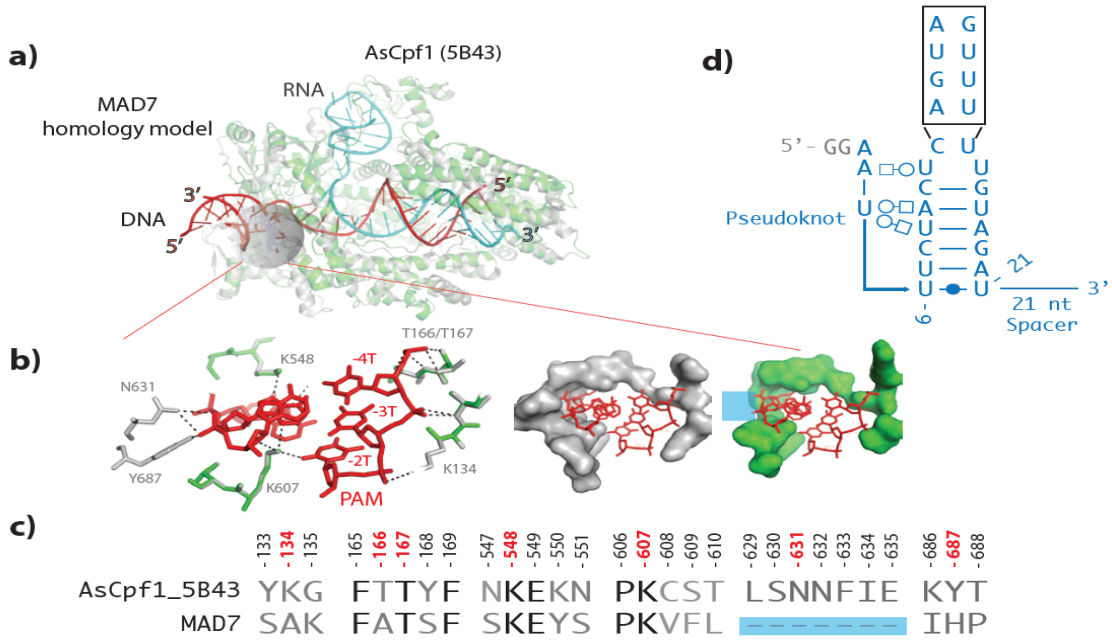 a)
AsCpf1 (5B43)
RNA
MAD7
homology model
3'
DNA
5'
5'
3'
d)
A G
U U
G U
A U
C U
5'- GG A
A
U
Pseudoknot
U U
C G
A U
U A
C G
U A
U U
-6
21
21 nt
Spacer
3'
b)
K548
N631
Y687
K607
-4T
-3T
-2T
PAM
T166/T167
K134
c)
-133 -134 -135 -165 -166 -167 -168 -169 -547 -548 -549 -550 -551 -606 -607 -608 -609 -610 -629 -630 -631 -632 -633 -634 -635 -686 -687 -688
AsCpf1_5B43 YKG FTTYF NKEKN PKCST LSNNFIE KYT
MAD7 SAK FATSF SKEYS PKVFL ------- IHP